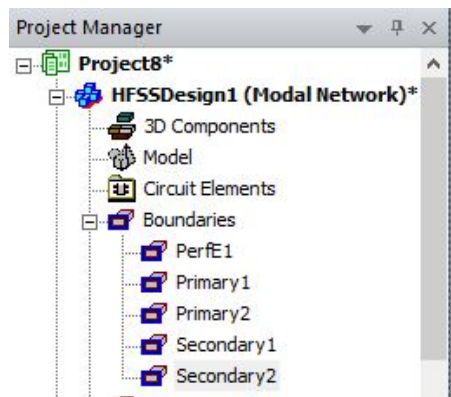 Project Manager
Project8*
HFSSDesign1 (Modal Network)*
3D Components
Model
Circuit Elements
Boundaries
PerfE1
Primary1
Primary2
Secondary1
Secondary2